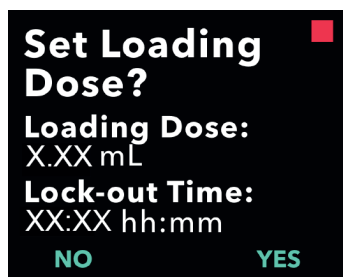 Set Loading
Dose?
Loading Dose:
X.XX mL
Lock-out Time:
XX:XX hh:mm
NO YES